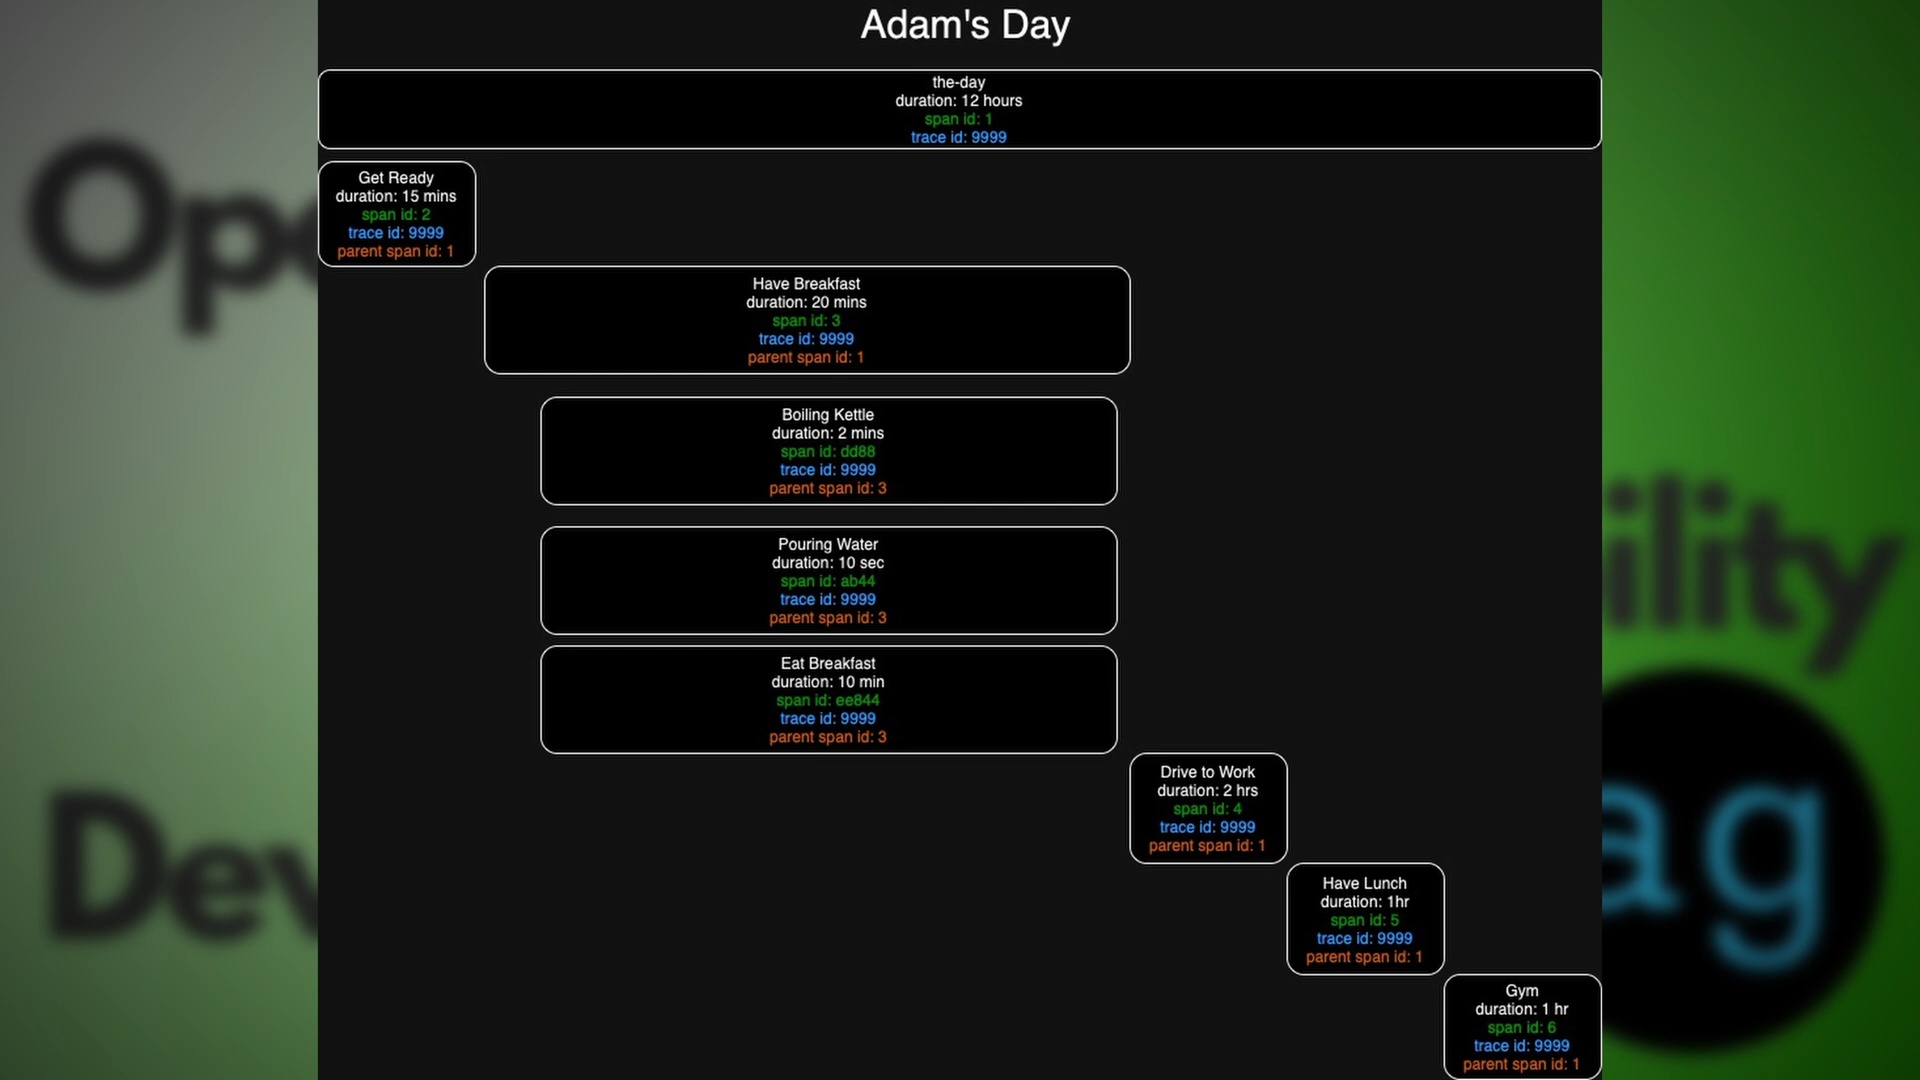 Adam's Day
the-day
duration: 12 hours
span id: 1
trace id: 9999
Get Ready
duration: 15 mins
span id: 2
trace id: 9999
parent span id: 1
Have Breakfast
duration: 20 mins
span id: 3
trace id: 9999
parent span id: 1
Boiling Kettle
duration: 2 mins
span id: dd88
trace id: 9999
parent span id: 3
Pouring Water
duration: 10 sec
span id: ab44
trace id: 9999
parent span id: 3
Eat Breakfast
duration: 10 min
span id: ee844
trace id: 9999
parent span id: 3
Drive to Work
duration: 2 hrs
span id: 4
trace id: 9999
parent span id: 1
Have Lunch
duration: 1hr
span id: 5
trace id: 9999
parent span id: 1
Gym
duration: 1 hr
span id: 6
trace id: 9999
parent span id: 1
Ope
ility
Dev
ag